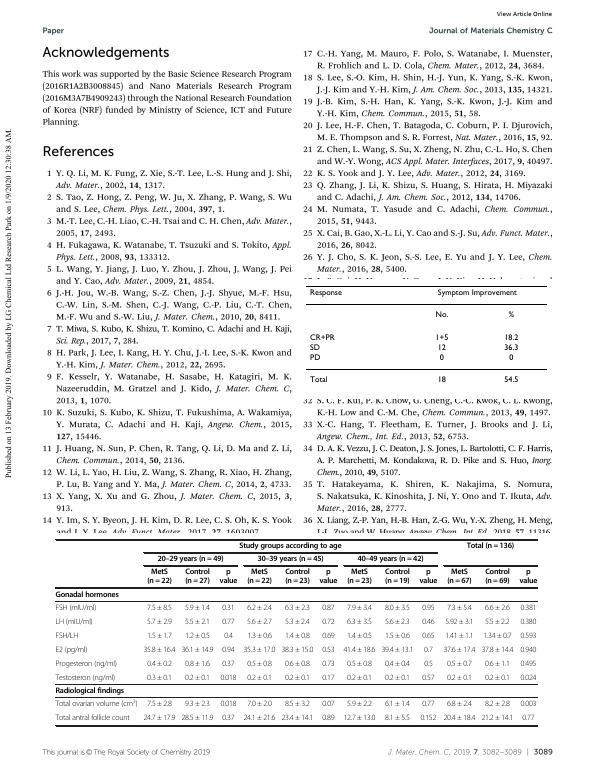 View Article Online
Paper
Journal of Materials Chemistry C
Published on 13 February 2019. Downloaded by LG Chemical Ltd Research Park on 1/9/2020 12:30:38 AM.
Acknowledgements
This work was supported by the Basic Science Research Program
(2016R1A2B3008845) and Nano Materials Research Program
(2016M3A7B4909243) through the National Research Foundation
of Korea (NRF) funded by Ministry of Science, ICT and Future
Planning.
References
1 Y. Q. Li, M. K. Fung, Z. Xie, S.-T. Lee, L.-S. Hung and J. Shi,
Adv. Mater., 2002, 14, 1317.
2 S. Tao, Z. Hong, Z. Peng, W. Ju, X. Zhang, P. Wang, S. Wu
and S. Lee, Chem. Phys. Lett., 2004, 397, 1.
3 M.-T. Lee, C.-H. Liao, C.-H. Tsai and C. H. Chen, Adv. Mater.,
2005, 17, 2493.
4 H. Fukagawa, K. Watanabe, T. Tsuzuki and S. Tokito, Appl.
Phys. Lett., 2008, 93, 133312.
5 L. Wang, Y. Jiang, J. Luo, Y. Zhou, J. Zhou, J. Wang, J. Pei
and Y. Cao, Adv. Mater., 2009, 21, 4854.
6 J.-H. Jou, W.-B. Wang, S.-Z. Chen, J.-J. Shyue, M.-F. Hsu,
C.-W. Lin, S.-M. Shen, C.-J. Wang, C.-P. Liu, C.-T. Chen,
M.-F. Wu and S.-W. Liu, J. Mater. Chem., 2010, 20, 8411.
7 T. Miwa, S. Kubo, K. Shizu, T. Komino, C. Adachi and H. Kaji,
Sci. Rep., 2017, 7, 284.
8 H. Park, J. Lee, I. Kang, H. Y. Chu, J.-I. Lee, S.-K. Kwon and
Y.-H. Kim, J. Mater. Chem., 2012, 22, 2695.
9 F. Kesselr, Y. Watanabe, H. Sasabe, H. Katagiri, M. K.
Nazeeruddin, M. Gratzel and J. Kido, J. Mater. Chem. C,
2013, 1, 1070.
10 K. Suzuki, S. Kubo, K. Shizu, T. Fukushima, A. Wakamiya,
Y. Murata, C. Adachi and H. Kaji, Angew. Chem., 2015,
127, 15446.
11 J. Huang, N. Sun, P. Chen, R. Tang, Q. Li, D. Ma and Z. Li,
Chem. Commun., 2014, 50, 2136.
12 W. Li, L. Yao, H. Liu, Z. Wang, S. Zhang, R. Xiao, H. Zhang,
P. Lu, B. Yang and Y. Ma, J. Mater. Chem. C, 2014, 2, 4733.
13 X. Yang, X. Xu and G. Zhou, J. Mater. Chem. C, 2015, 3,
913.
14 Y. Im, S. Y. Byeon, J. H. Kim, D. R. Lee, C. S. Oh, K. S. Yook
and J. Y. Lee, Adv. Funct. Mater., 2017, 27, 1603007.
17 C.-H. Yang, M. Mauro, F. Polo, S. Watanabe, I. Muenster,
R. Frohlich and L. D. Cola, Chem. Mater., 2012, 24, 3684.
18 S. Lee, S.-O. Kim, H. Shin, H.-J. Yun, K. Yang, S.-K. Kwon,
J.-J. Kim and Y.-H. Kim, J. Am. Chem. Soc., 2013, 135, 14321.
19 J.-B. Kim, S.-H. Han, K. Yang, S.-K. Kwon, J.-J. Kim and
Y.-H. Kim, Chem. Commun., 2015, 51, 58.
20 J. Lee, H.-F. Chen, T. Batagoda, C. Coburn, P. I. Djurovich,
M. E. Thompson and S. R. Forrest, Nat. Mater., 2016, 15, 92.
21 Z. Chen, L. Wang, S. Su, X. Zheng, N. Zhu, C.-L. Ho, S. Chen
and W.-Y. Wong, ACS Appl. Mater. Interfaces, 2017, 9, 40497.
22 K. S. Yook and J. Y. Lee, Adv. Mater., 2012, 24, 3169.
23 Q. Zhang, J. Li, K. Shizu, S. Huang, S. Hirata, H. Miyazaki
and C. Adachi, J. Am. Chem. Soc., 2012, 134, 14706.
24 M. Numata, T. Yasude and C. Adachi, Chem. Commun.,
2015, 51, 9443.
25 X. Cai, B. Gao, X.-L. Li, Y. Cao and S.-J. Su, Adv. Funct. Mater.,
2016, 26, 8042.
26 Y. J. Cho, S. K. Jeon, S.-S. Lee, E. Yu and J. Y. Lee, Chem.
Mater., 2016, 28, 5400.
Response Symptom Improvement
No. %
CR+PR 1+5 18.2
SD 12 36.3
PD 0 0
Total 18 54.5
32 S. C. F. Kui, P. K. Chow, G. Cheng, C.-C. Kwok, C. L. Kwong,
K.-H. Low and C.-M. Che, Chem. Commun., 2013, 49, 1497.
33 X.-C. Hang, T. Fleetham, E. Turner, J. Brooks and J. Li,
Angew. Chem., Int. Ed., 2013, 52, 6753.
34 D. A. K. Vezzu, J. C. Deaton, J. S. Jones, L. Bartolotti, C. F. Harris,
A. P. Marchetti, M. Kondakova, R. D. Pike and S. Huo, Inorg.
Chem., 2010, 49, 5107.
35 T. Hatakeyama, K. Shiren, K. Nakajima, S. Nomura,
S. Nakatsuka, K. Kinoshita, J. Ni, Y. Ono and T. Ikuta, Adv.
Mater., 2016, 28, 2777.
36 X. Liang, Z.-P. Yan, H.-B. Han, Z.-G. Wu, Y.-X. Zheng, H. Meng,
J.-L. Zuo and W. Huang, Angew. Chem. Int. Ed., 2018, 57, 11316.
Study groups according to age Total (n = 136)
20–29 years (n = 49) 30–39 years (n = 45) 40–49 years (n = 42)
MetS Control p MetS Control p MetS Control p MetS Control p
(n = 22) (n = 27) value (n = 22) (n = 23) value (n = 23) (n = 19) value (n = 67) (n = 69) value
Gonadal hormones
FSH (mIU/ml) 7.5 ± 8.5 5.9 ± 1.4 0.31 6.2 ± 2.4 6.3 ± 2.3 0.87 7.9 ± 3.4 8.0 ± 3.5 0.95 7.3 ± 5.4 6.6 ± 2.6 0.381
LH (mIU/ml) 5.7 ± 2.9 5.5 ± 2.1 0.77 5.6 ± 2.7 5.3 ± 2.4 0.72 6.3 ± 3.5 5.6 ± 2.3 0.46 5.92 ± 3.1 5.5 ± 2.2 0.380
FSH/LH 1.5 ± 1.7 1.2 ± 0.5 0.4 1.3 ± 0.6 1.4 ± 0.8 0.69 1.4 ± 0.5 1.5 ± 0.6 0.65 1.41 ± 1.1 1.34 ± 0.7 0.593
E2 (pg/ml) 35.8 ± 16.4 36.1 ± 14.9 0.94 35.3 ± 17.0 38.3 ± 15.0 0.53 41.4 ± 18.6 39.4 ± 13.1 0.7 37.6 ± 17.4 37.8 ± 14.4 0.940
Progesteron (ng/ml) 0.4 ± 0.2 0.8 ± 1.6 0.37 0.5 ± 0.8 0.6 ± 0.8 0.73 0.5 ± 0.8 0.4 ± 0.4 0.5 0.5 ± 0.7 0.6 ± 1.1 0.495
Testosteron (ng/ml) 0.3 ± 0.1 0.2 ± 0.1 0.018 0.2 ± 0.1 0.2 ± 0.1 0.17 0.2 ± 0.1 0.2 ± 0.1 0.57 0.2 ± 0.1 0.2 ± 0.1 0.024
Radiological findings
Total ovarian volume (cm³) 7.5 ± 2.8 9.3 ± 2.3 0.018 7.0 ± 2.0 8.5 ± 3.2 0.07 5.9 ± 2.2 6.1 ± 1.4 0.77 6.8 ± 2.4 8.2 ± 2.8 0.003
Total antral follicle count 24.7 ± 17.9 28.5 ± 11.9 0.37 24.1 ± 21.6 23.4 ± 14.1 0.89 12.7 ± 13.0 8.1 ± 5.5 0.152 20.4 ± 18.4 21.2 ± 14.1 0.77
This journal is © The Royal Society of Chemistry 2019
J. Mater. Chem. C, 2019, 7, 3082–3089 | 3089